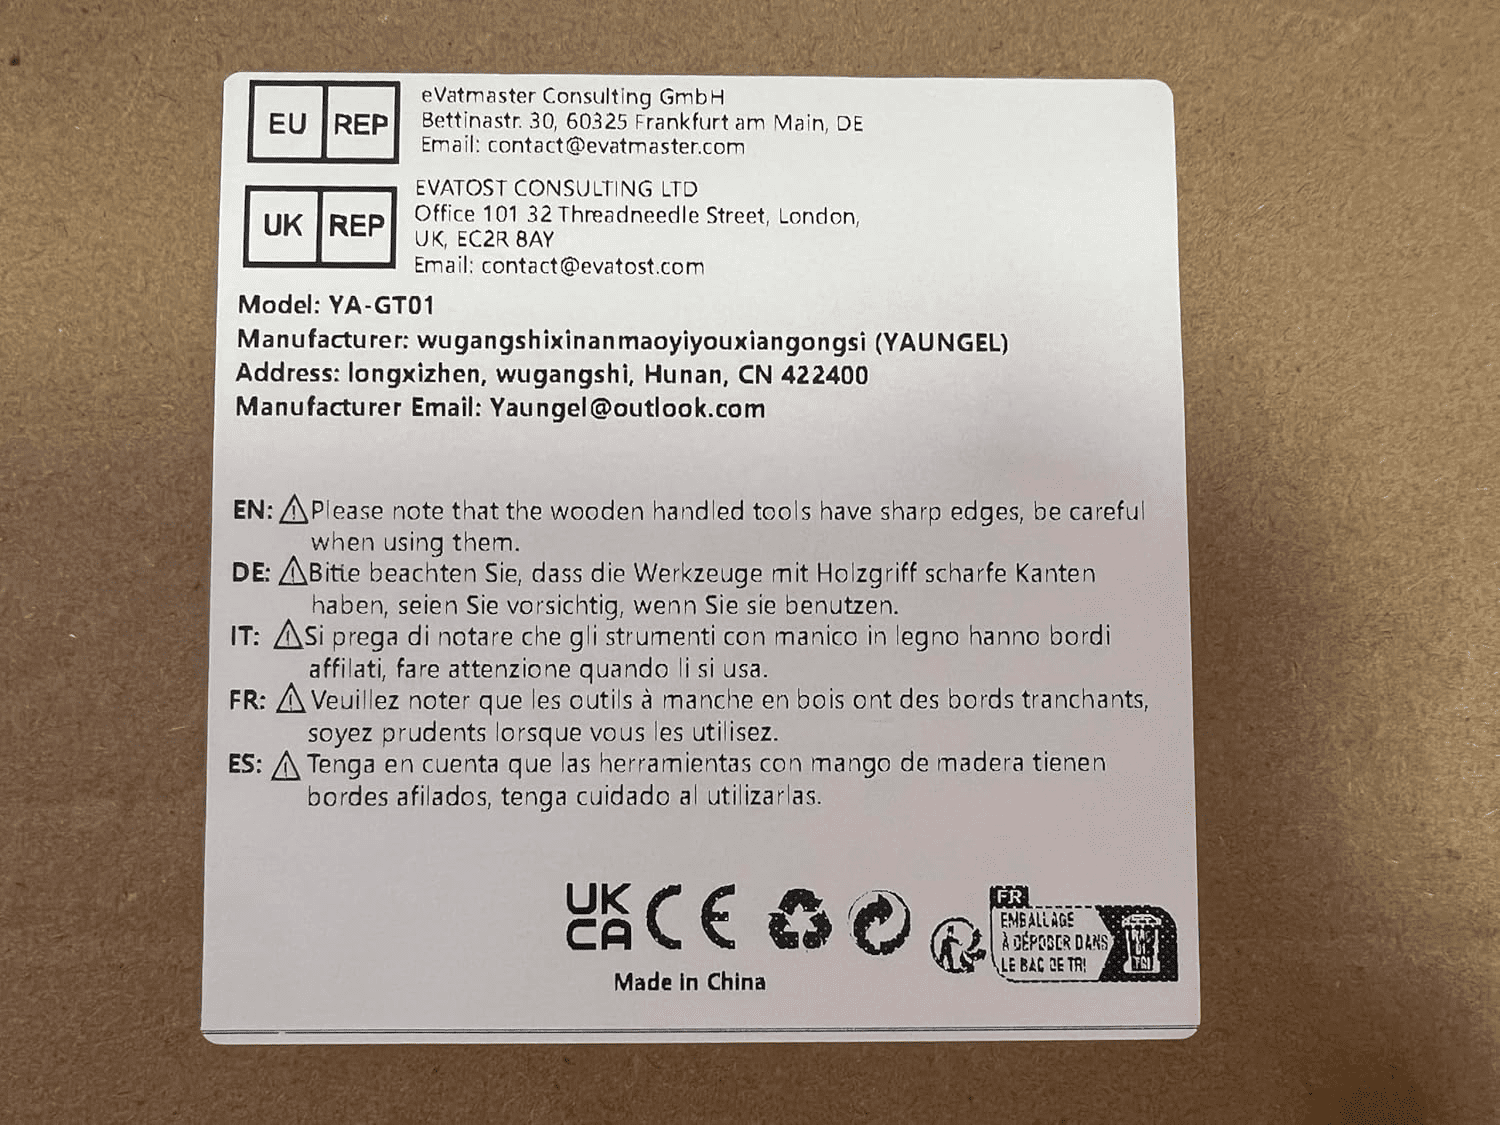 EU REP
eVatmaster Consulting GmbH
Bettinastr. 30, 60325 Frankfurt am Main, DE
Email: contact@evatmaster.com
UK REP
EVATOST CONSULTING LTD
Office 101 32 Threadneedle Street, London,
UK, EC2R 8AY
Email: contact@evatost.com
Model: YA-GT01
Manufacturer: wugangshixinanmaoyiyouxiangongsi (YAUNGEL)
Address: longxizhen, wugangshi, Hunan, CN 422400
Manufacturer Email: Yaungel@outlook.com
EN: ⚠Please note that the wooden handled tools have sharp edges, be careful
when using them.
DE: ⚠Bitte beachten Sie, dass die Werkzeuge mit Holzgriff scharfe Kanten
haben, seien Sie vorsichtig, wenn Sie sie benutzen.
IT: ⚠Si prega di notare che gli strumenti con manico in legno hanno bordi
affilati, fare attenzione quando li si usa.
FR: ⚠Veuillez noter que les outils à manche en bois ont des bords tranchants,
soyez prudents lorsque vous les utilisez.
ES: ⚠Tenga en cuenta que las herramientas con mango de madera tienen
bordes afilados, tenga cuidado al utilizarlas.
UK
CA
CE
FR
EMBALLAGE
À DÉPOSER DANS
LE BAC DE TRI
BAC
DE
TRI
Made in China